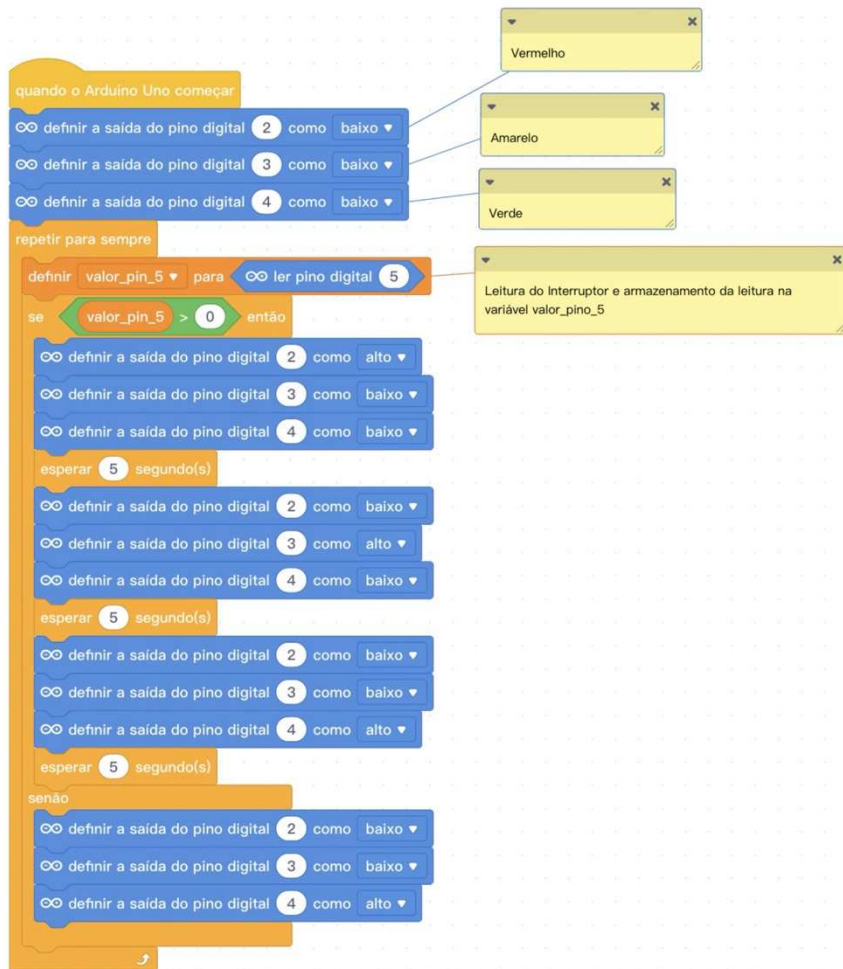 Vermelho
quando o Arduino Uno começar
definir a saída do pino digital 2 como baixo
Amarelo
definir a saída do pino digital 3 como baixo
Verde
definir a saída do pino digital 4 como baixo
repetir para sempre
definir valor_pin_5 para ler pino digital 5
Leitura do Interruptor e armazenamento da leitura na
variável valor_pino_5
se valor_pin_5 > 0 então
definir a saída do pino digital 2 como alto
definir a saída do pino digital 3 como baixo
definir a saída do pino digital 4 como baixo
esperar 5 segundo(s)
definir a saída do pino digital 2 como baixo
definir a saída do pino digital 3 como alto
definir a saída do pino digital 4 como baixo
esperar 5 segundo(s)
definir a saída do pino digital 2 como baixo
definir a saída do pino digital 3 como baixo
definir a saída do pino digital 4 como alto
esperar 5 segundo(s)
senão
definir a saída do pino digital 2 como baixo
definir a saída do pino digital 3 como baixo
definir a saída do pino digital 4 como alto